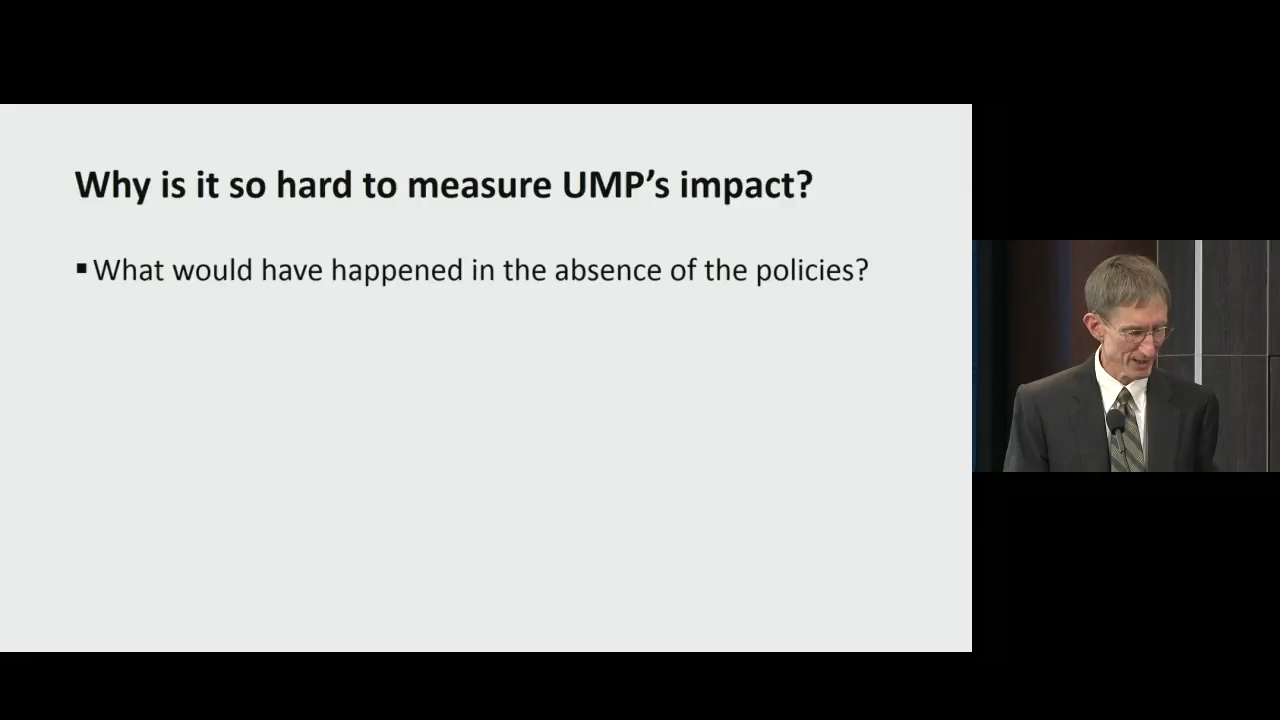 Why is it so hard to measure UMP's impact?
▪ What would have happened in the absence of the policies?